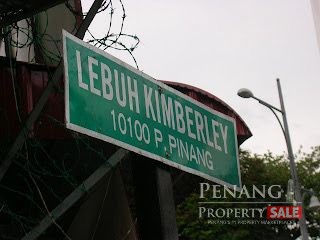 LEBUH KIMBERLEY
10100 P. PINANG
PENANG
PROPERTY SALE